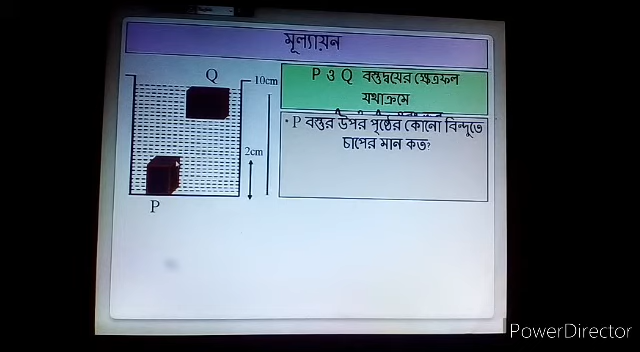 মূল্যায়ন
Q
10cm
P ও Q বস্তুদ্বয়ের ক্ষেত্রফল
যথাক্রমে
• P বস্তুর উপর পৃষ্ঠের কোনো বিন্দুতে
চাপের মান কত?
2cm
P
PowerDirector